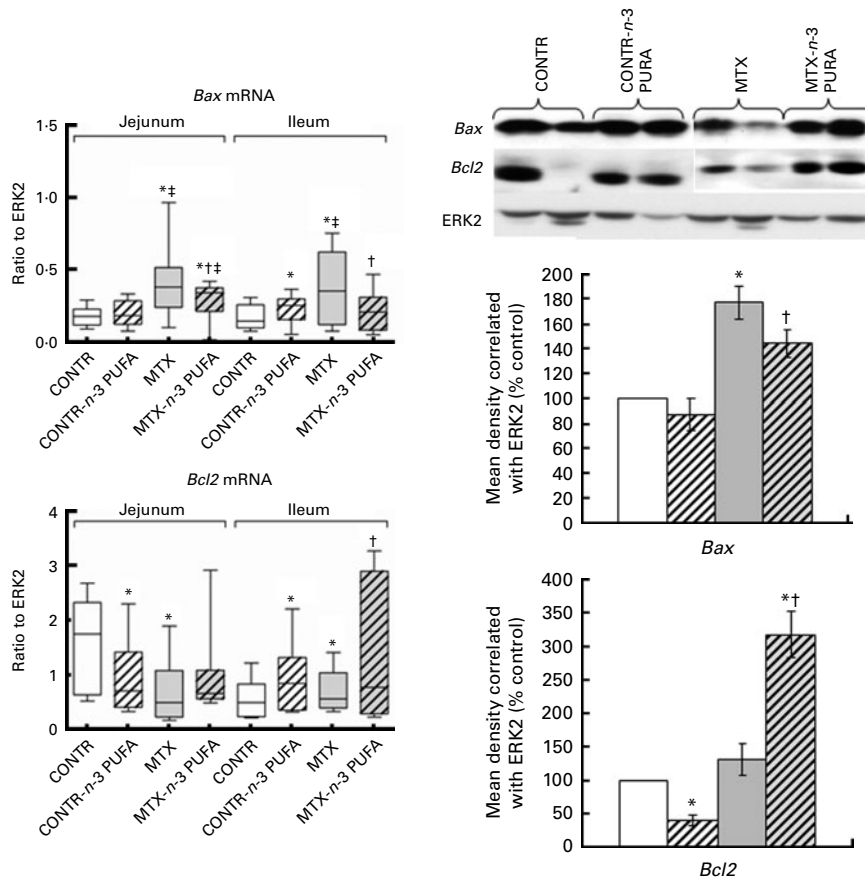 Bax mRNA
Jejunum Ileum
1·5
1·0
0·5
0·0
Ratio to ERK2
*‡
*†‡
*
*‡
†
CONTR
CONTR-n-3 PUFA
MTX
MTX-n-3 PUFA
CONTR
CONTR-n-3 PUFA
MTX
MTX-n-3 PUFA
Bcl2 mRNA
Jejunum Ileum
4
3
2
1
0
Ratio to ERK2
*
*
*
*
†
CONTR
CONTR-n-3 PUFA
MTX
MTX-n-3 PUFA
CONTR
CONTR-n-3 PUFA
MTX
MTX-n-3 PUFA
CONTR
CONTR-n-3
PURA
MTX
MTX-n-3
PURA
Bax
Bcl2
ERK2
200
180
160
140
120
100
80
60
40
20
0
Mean density correlated
with ERK2 (% control)
*
†
Bax
400
350
300
250
200
150
100
50
0
Mean density correlated
with ERK2 (% control)
*
*†
Bcl2